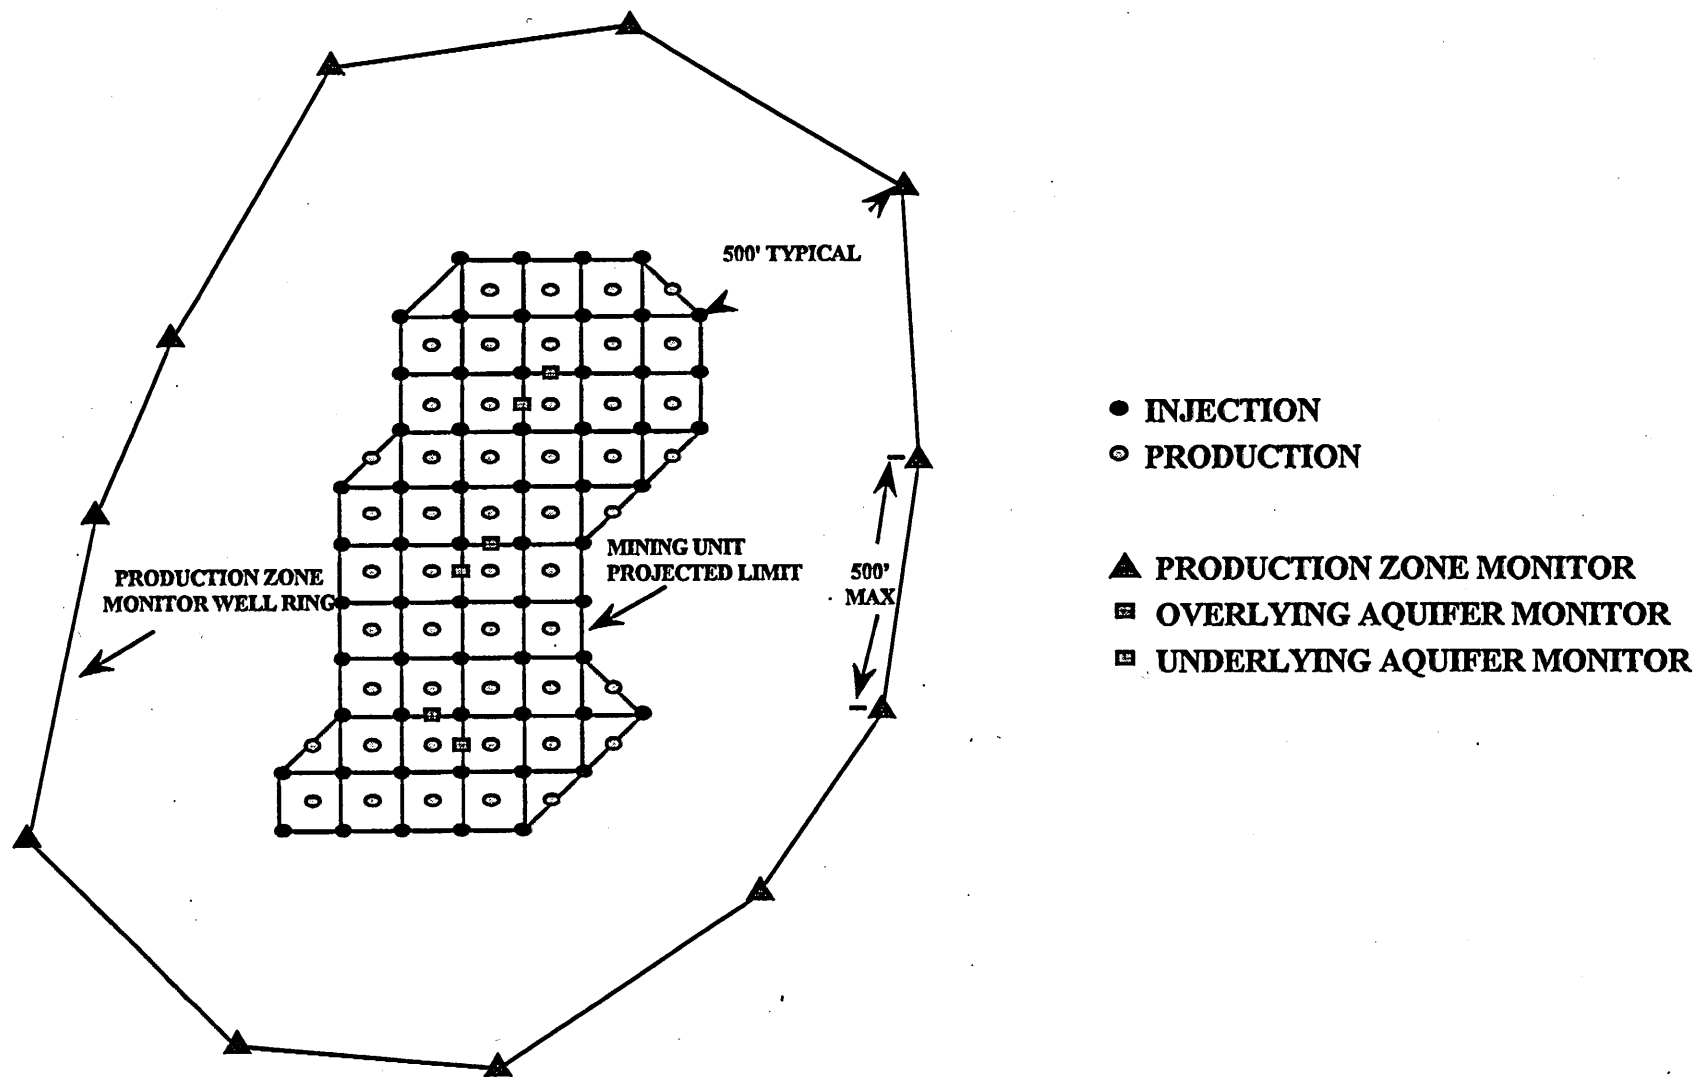 500' TYPICAL
INJECTION
PRODUCTION
MINING UNIT
PROJECTED LIMIT
500'
MAX
PRODUCTION ZONE
MONITOR WELL RING
PRODUCTION ZONE MONITOR
OVERLYING AQUIFER MONITOR
UNDERLYING AQUIFER MONITOR